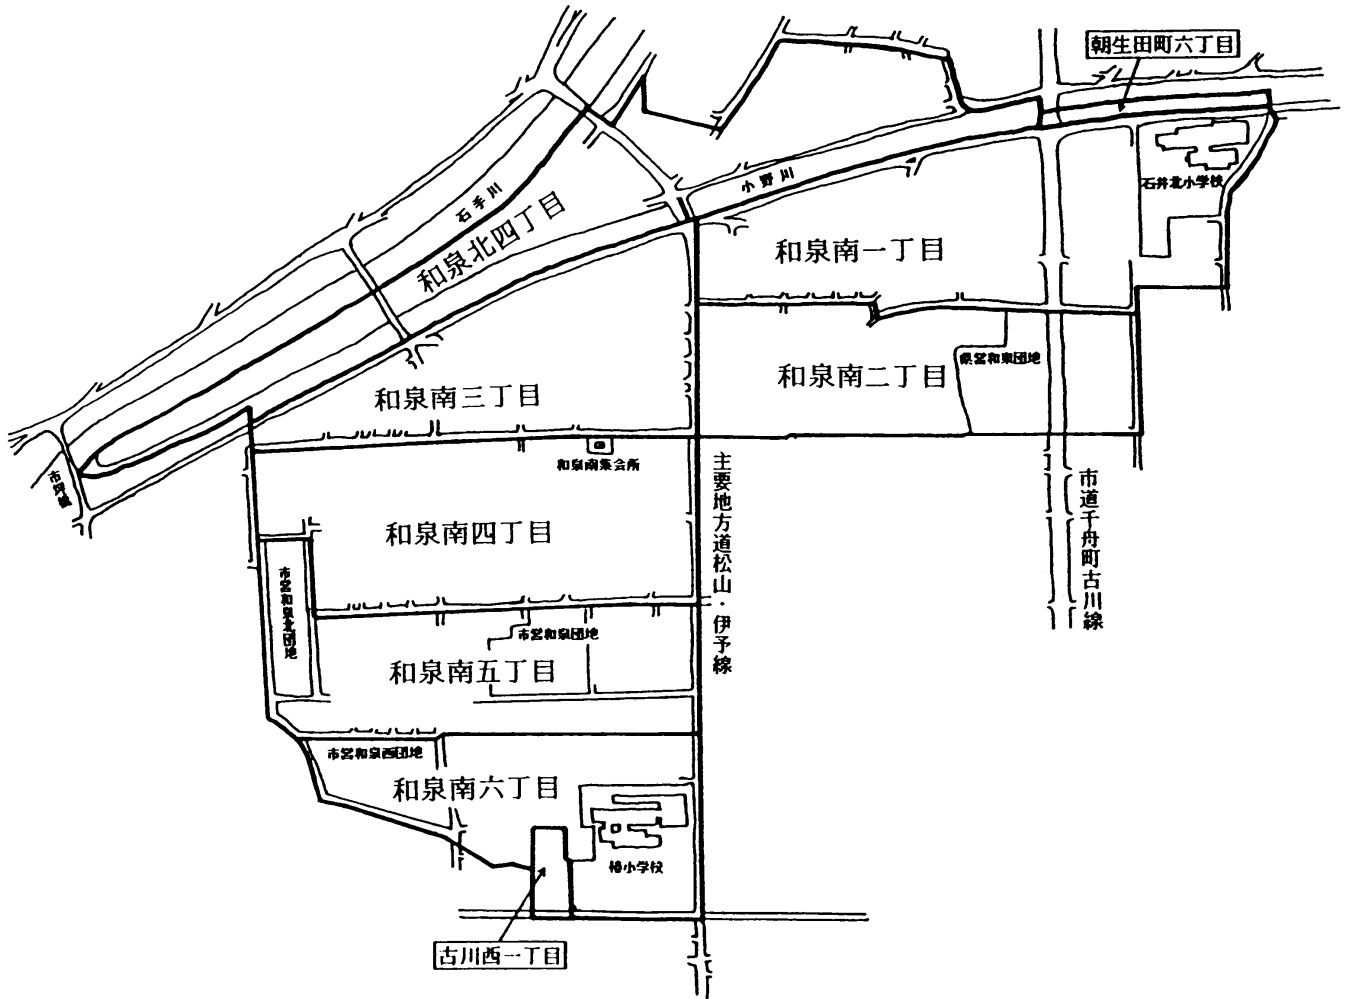 朝生田町六丁目
石手川
小野川
石井北小学校
和泉北四丁目
和泉南一丁目
県営和泉団地
和泉南二丁目
和泉南三丁目
和泉南集会所
市坪橋
主要地方道松山・伊予線
市道千舟町古川線
和泉南四丁目
市営和泉北団地
市営和泉団地
和泉南五丁目
市営和泉西団地
和泉南六丁目
椿小学校
古川西一丁目